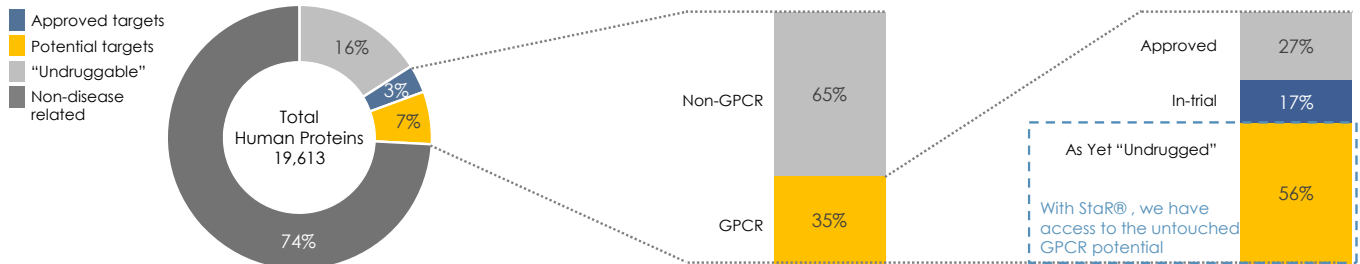 Approved targets
Potential targets
“Undruggable”
Non-disease
related
16%
3%
7%
74%
Total
Human Proteins
19,613
Non-GPCR
65%
GPCR
35%
Approved
27%
In-trial
17%
As Yet “Undrugged”
56%
With StaR® , we have
access to the untouched
GPCR potential